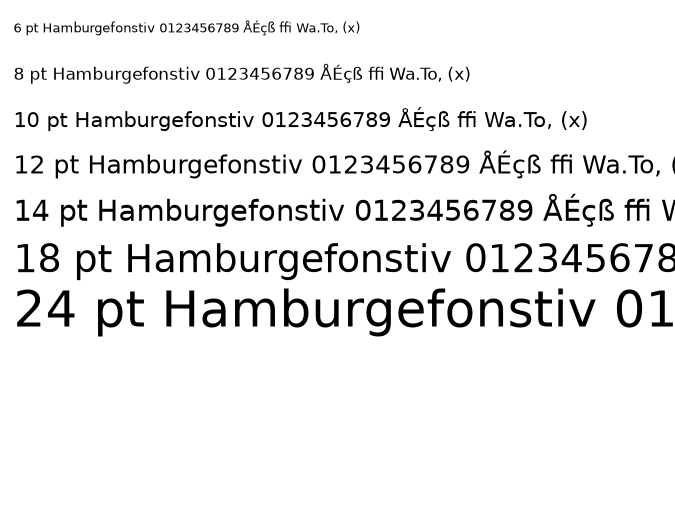 6 pt Hamburgefonstiv 0123456789 ÅÉçß ffi Wa.To, (x)
8 pt Hamburgefonstiv 0123456789 ÅÉçß ffi Wa.To, (x)
10 pt Hamburgefonstiv 0123456789 ÅÉçß ffi Wa.To, (x)
12 pt Hamburgefonstiv 0123456789 ÅÉçß ffi Wa.To, (
14 pt Hamburgefonstiv 0123456789 ÅÉçß ffi W
18 pt Hamburgefonstiv 012345678
24 pt Hamburgefonstiv 01